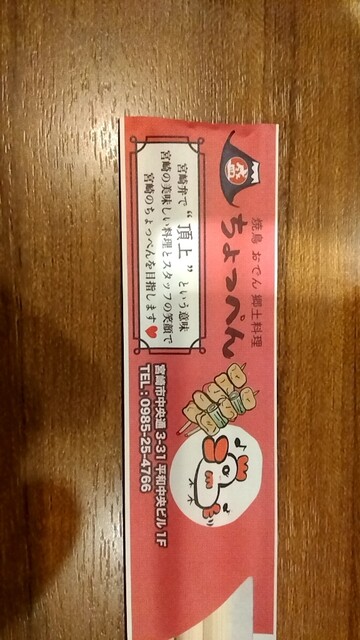 焼鳥 おでん 郷土料理
ちょっぺん
宮崎弁で“頂上”という意味
宮崎の美味しい料理とスタッフの笑顔で
宮崎のちょっぺんを目指します♥
宮崎市中央通 3-31 平和中央ビル 1F
TEL：0985-25-4766